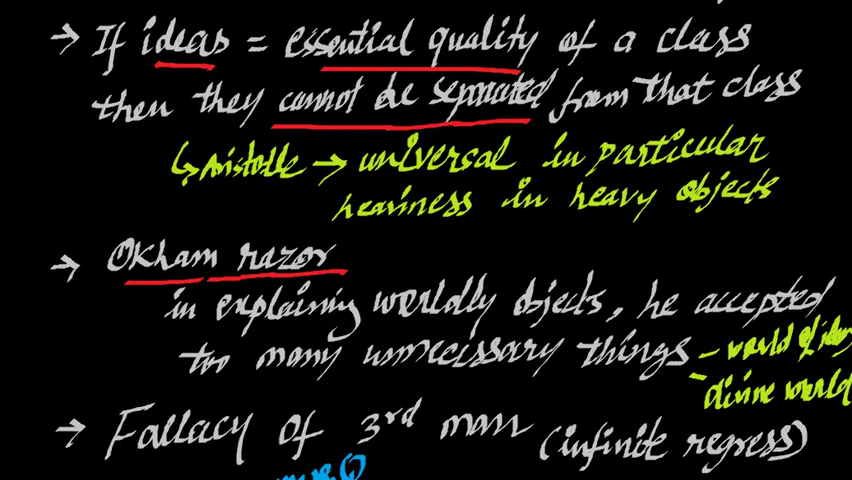 → If ideas = essential quality of a class
then they cannot be separated from that class
↳ Aristotle → universal in particular
heaviness in heavy objects
→ Okham razor
in explaining worldly objects, he accepted
too many unnecessary things – world of ideas
– divine world
→ Fallacy of 3rd man (infinite regress)